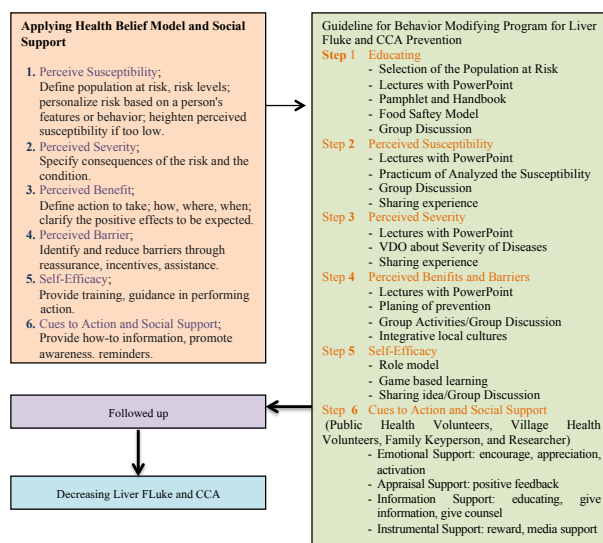 Applying Health Belief Model and Social
Support
1. Perceive Susceptibility;
Define population at risk, risk levels;
personalize risk based on a person's
features or behavior; heighten perceived
susceptibility if too low.
2. Perceived Severity;
Specify consequences of the risk and the
condition.
3. Perceived Benefit;
Define action to take; how, where, when;
clarify the positive effects to be expected.
4. Perceived Barrier;
Identify and reduce barriers through
reassurance, incentives, assistance.
5. Self-Efficacy;
Provide training, guidance in performing
action.
6. Cues to Action and Social Support;
Provide how-to information, promote
awareness. reminders.
Guideline for Behavior Modifying Program for Liver
Fluke and CCA Prevention
Step 1 Educating
- Selection of the Population at Risk
- Lectures with PowerPoint
- Pamphlet and Handbook
- Food Saftey Model
- Group Discussion
Step 2 Perceived Susceptibility
- Lectures with PowerPoint
- Practicum of Analyzed the Susceptibility
- Group Discussion
- Sharing experience
Step 3 Perceived Severity
- Lectures with PowerPoint
- VDO about Severity of Diseases
- Sharing experience
Step 4 Perceived Benifits and Barriers
- Lectures with PowerPoint
- Planing of prevention
- Group Activities/Group Discussion
- Integrative local cultures
Step 5 Self-Efficacy
- Role model
- Game based learning
- Sharing idea/Group Discussion
Step 6 Cues to Action and Social Support
(Public Health Volunteers, Village Health
Volunteers, Family Keyperson, and Researcher)
- Emotional Support: encourage, appreciation,
activation
- Appraisal Support: positive feedback
- Information Support: educating, give
information, give counsel
- Instrumental Support: reward, media support
Followed up
Decreasing Liver FLuke and CCA